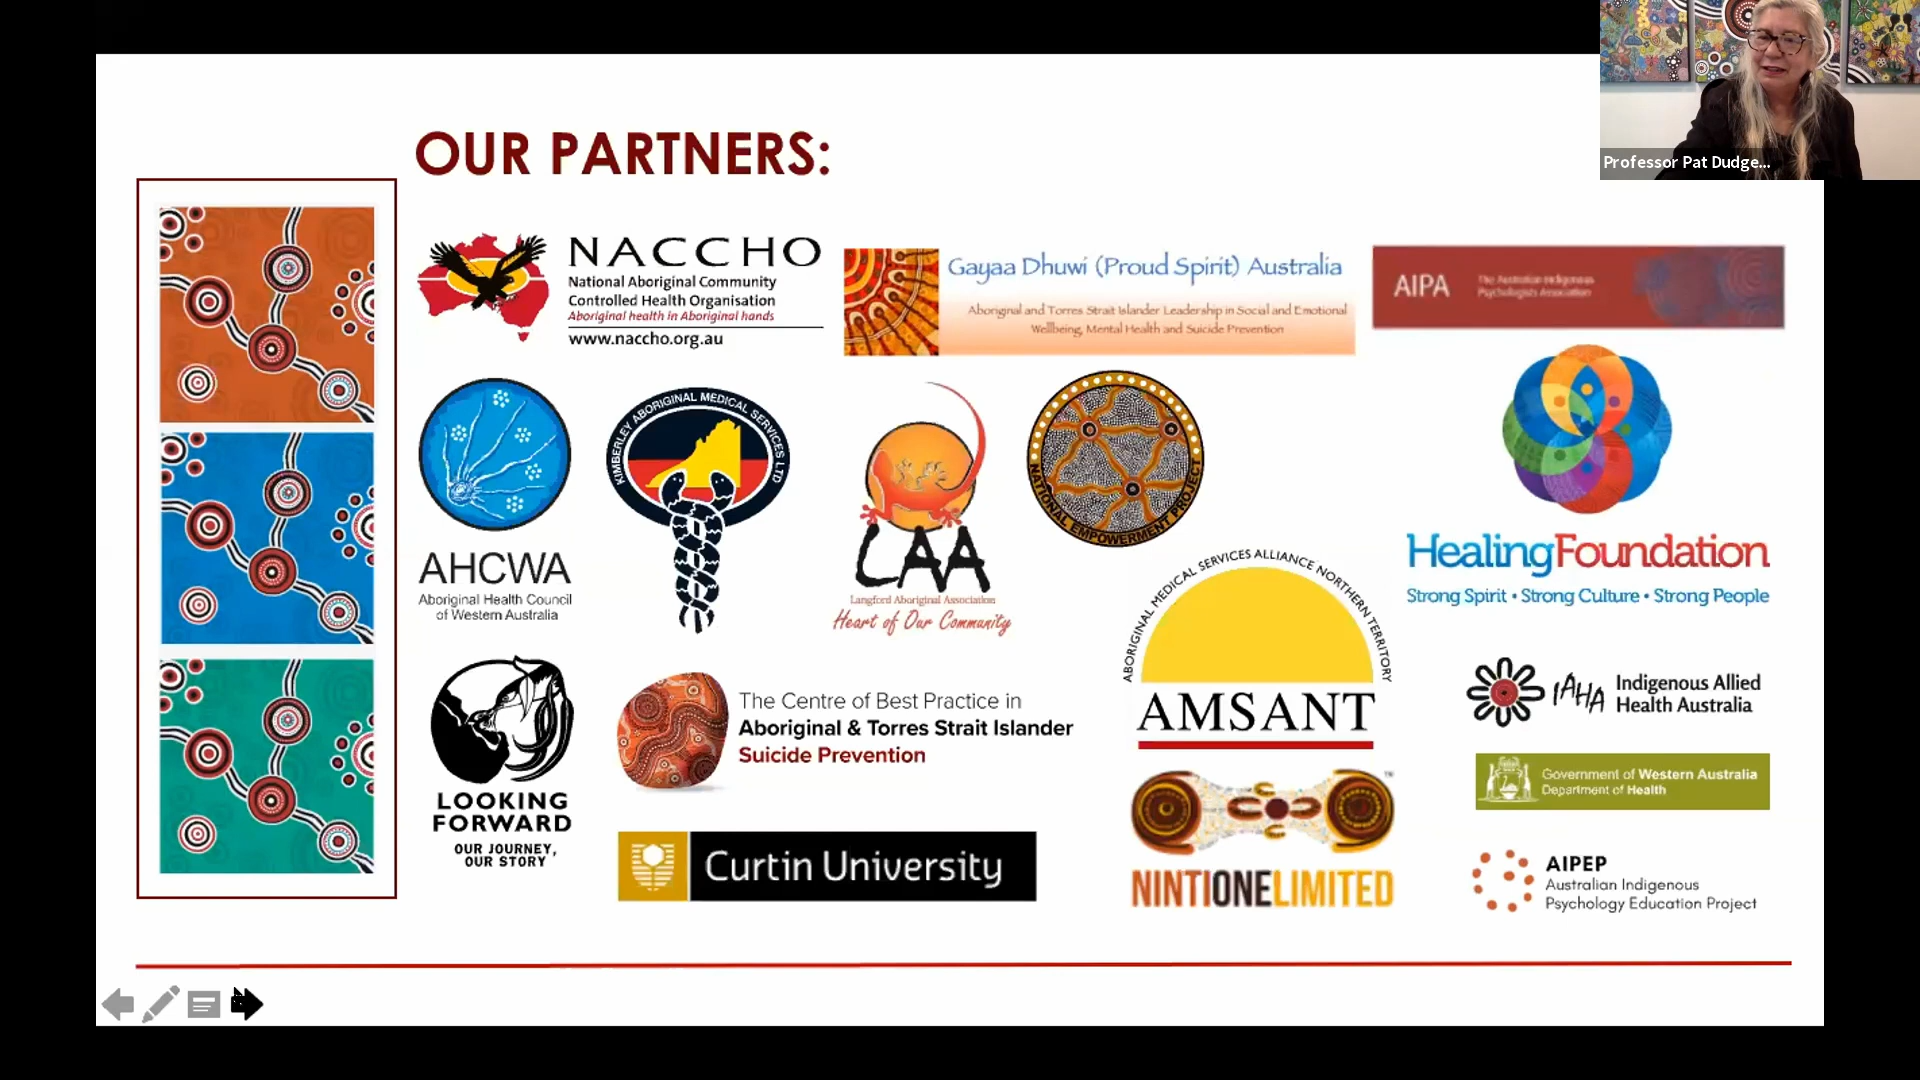 Professor Pat Dudge...
OUR PARTNERS:
NACCHO
National Aboriginal Community
Controlled Health Organisation
Aboriginal health in Aboriginal hands
www.naccho.org.au
Gayaa Dhuwi (Proud Spirit) Australia
Aboriginal and Torres Strait Islander Leadership in Social and Emotional
Wellbeing, Mental Health and Suicide Prevention
AIPA
The Australian Indigenous
Psychologists Association
AHCWA
Aboriginal Health Council
of Western Australia
KIMBERLEY ABORIGINAL MEDICAL SERVICES LTD
LAA
Langford Aboriginal Association
Heart of Our Community
NATIONAL EMPOWERMENT PROJECT
HealingFoundation
Strong Spirit • Strong Culture • Strong People
ABORIGINAL MEDICAL SERVICES ALLIANCE NORTHERN TERRITORY
AMSANT
LOOKING
FORWARD
OUR JOURNEY,
OUR STORY
The Centre of Best Practice in
Aboriginal & Torres Strait Islander
Suicide Prevention
IAHA
Indigenous Allied
Health Australia
Government of Western Australia
Department of Health
Curtin University
NINTIONELIMITED
TM
AIPEP
Australian Indigenous
Psychology Education Project